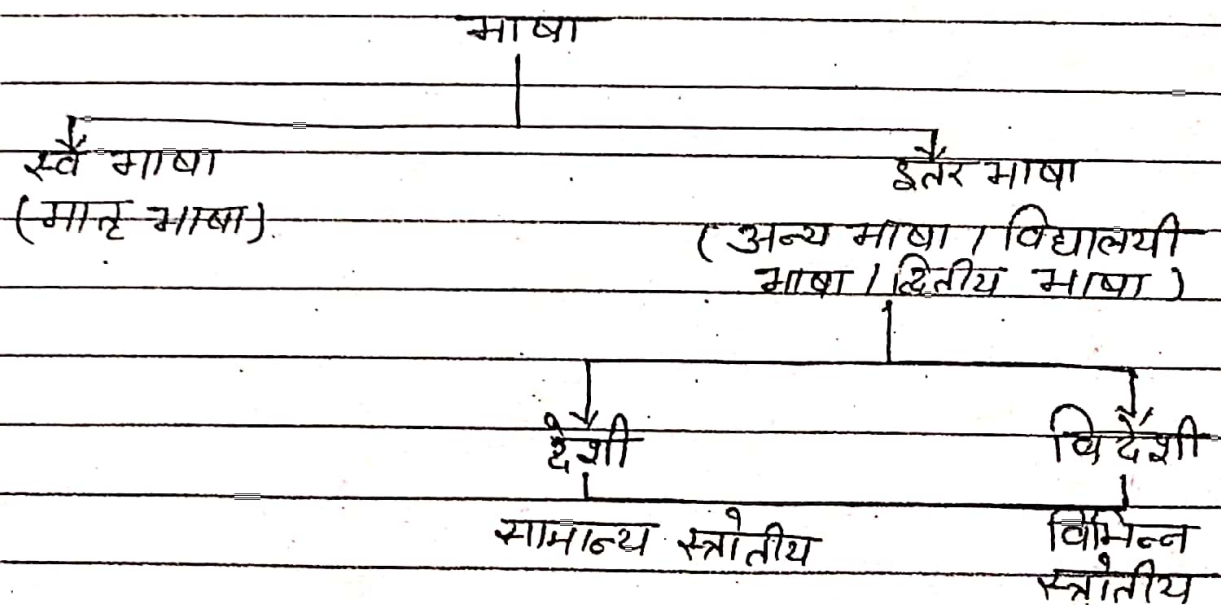 भाषा
स्वै भाषा
इतर भाषा
(मातृ भाषा)
(अन्य भाषा / विद्यालयी
भाषा / द्वितीय भाषा)
देशी
विदेशी
सामान्य स्त्रोतीय
विभिन्न
स्त्रोतीय